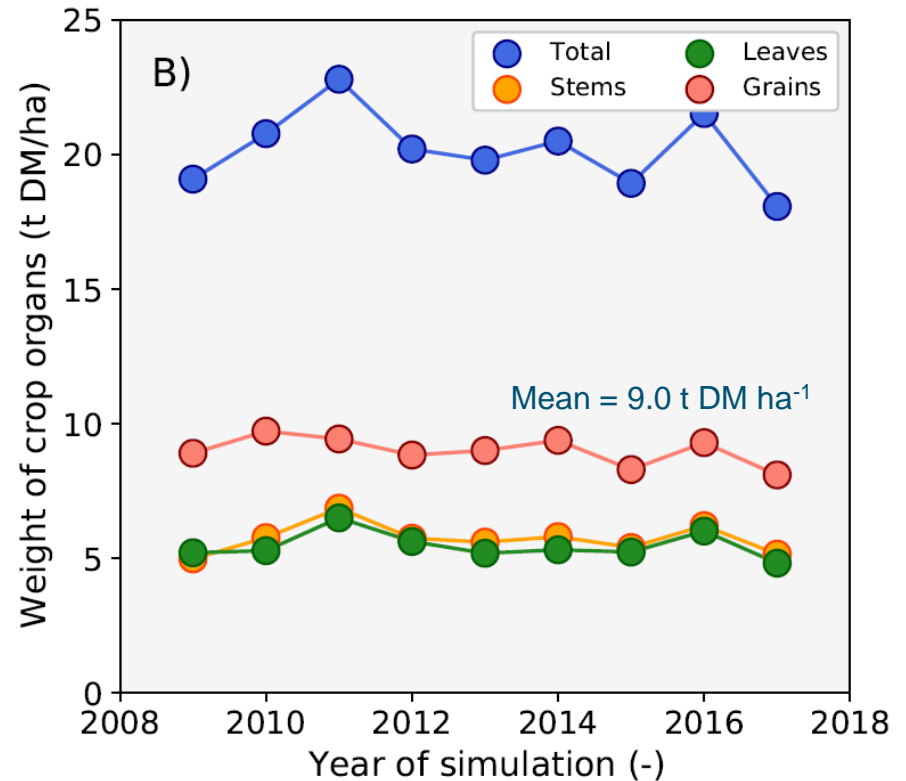 B)
Total
Leaves
Stems
Grains
Mean = 9.0 t DM ha⁻¹
Weight of crop organs (t DM/ha)
25
20
15
10
5
0
2008 2010 2012 2014 2016 2018
Year of simulation (-)